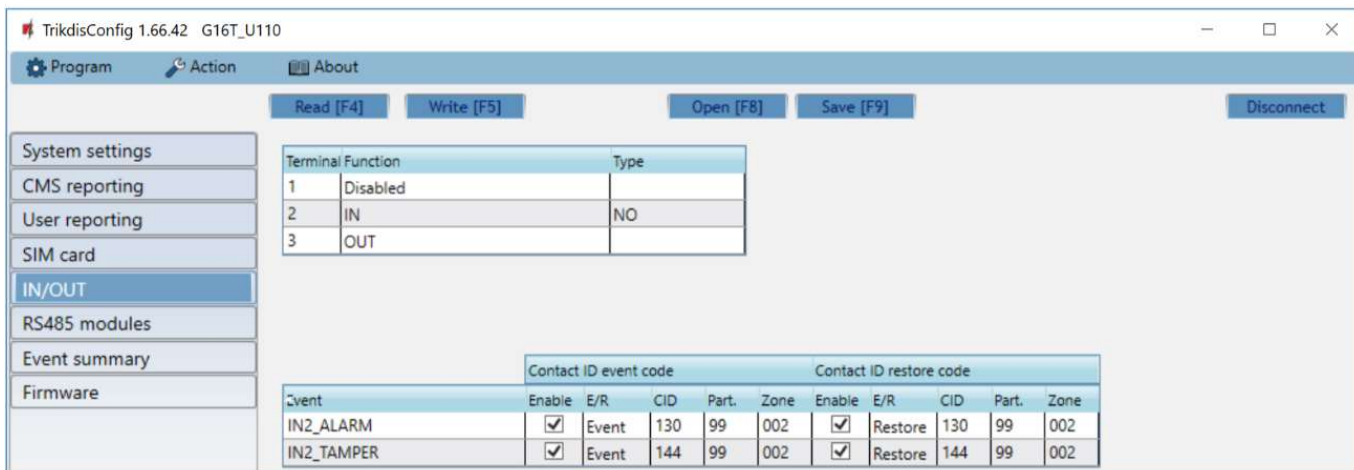 TrikdisConfig 1.66.42 G16T_U110
Program Action About
Read [F4] Write [F5] Open [F8] Save [F9] Disconnect
System settings
CMS reporting
User reporting
SIM card
IN/OUT
RS485 modules
Event summary
Firmware
Terminal Function Type
1 Disabled
2 IN NO
3 OUT
Contact ID event code Contact ID restore code
Event Enable E/R CID Part. Zone Enable E/R CID Part. Zone
IN2_ALARM Event 130 99 002 Restore 130 99 002
IN2_TAMPER Event 144 99 002 Restore 144 99 002